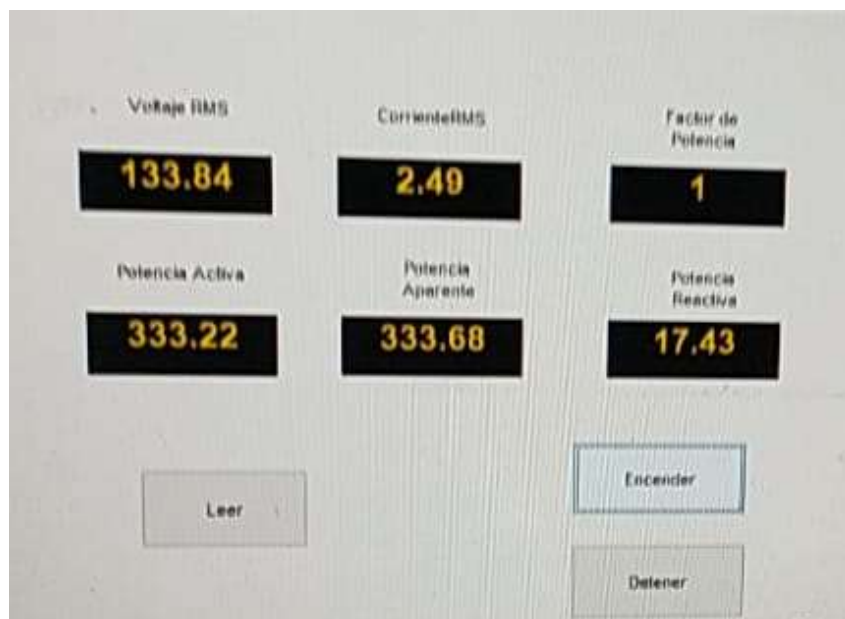 Voltaje RMS
CorrienteRMS
Factor de
Potencia
133.84
2.49
1
Potencia Activa
Potencia
Aparente
Potencia
Reactiva
333.22
333.68
17.43
Leer
Encender
Detener